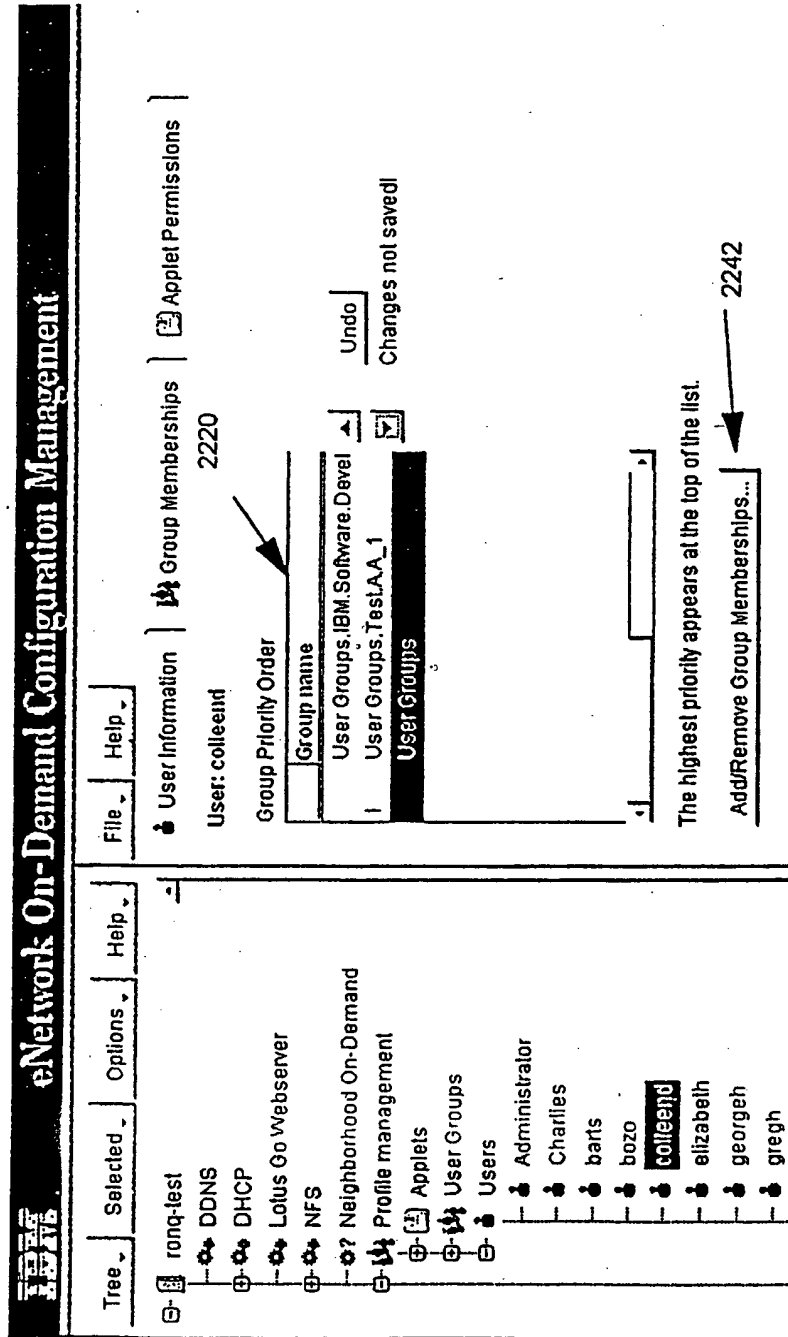 IBM eNetwork On-Demand Configuration Management
Tree Selected Options Help
ronq-test
DDNS
DHCP
Lotus Go Webserver
NFS
Neighborhood On-Demand
Profile management
Applets
User Groups
Users
Administrator
Charlies
barts
bozo
colleend
elizabeth
georgeh
gregh
File Help
User Information Group Memberships Applet Permissions
User: colleend
2220
Group Priority Order
Group name
User Groups.IBM.Software.Devel
User Groups.Test.AA_1
User Groups
Undo
Changes not saved!
The highest priority appears at the top of the list.
Add/Remove Group Memberships...
2242